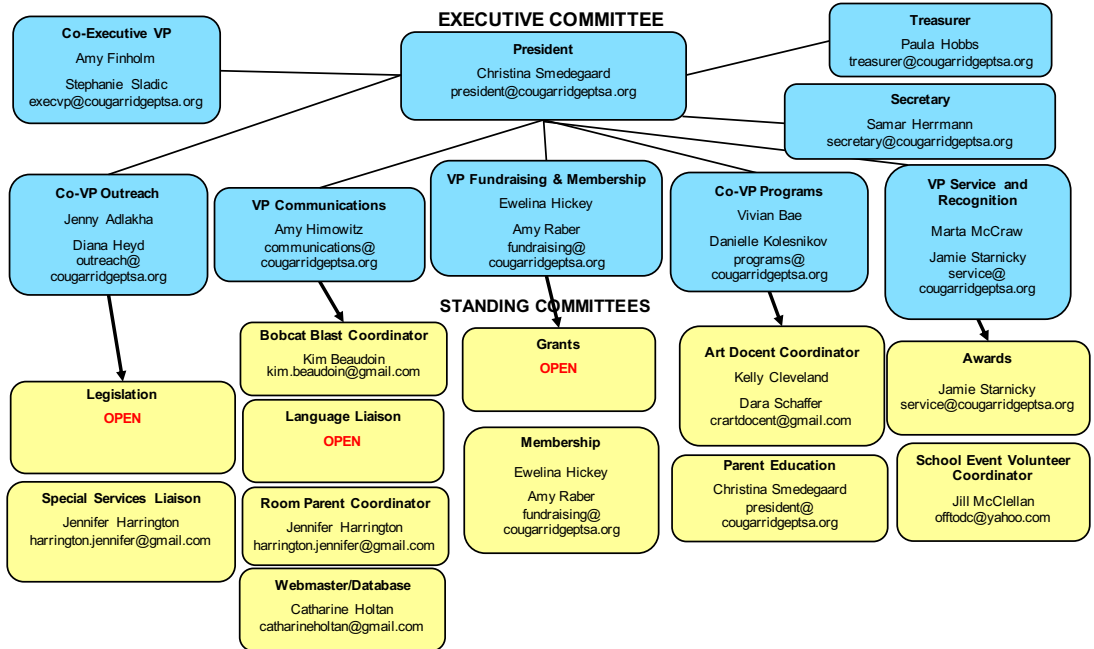 EXECUTIVE COMMITTEE
Co-Executive VP
Amy Finholm
Stephanie Sladic
execvp@cougarridgeptsa.org
President
Christina Smedegaard
president@cougarridgeptsa.org
Treasurer
Paula Hobbs
treasurer@cougarridgeptsa.org
Secretary
Samar Herrmann
secretary@cougarridgeptsa.org
Co-VP Outreach
Jenny Adlakha
Diana Heyd
outreach@
cougarridgeptsa.org
VP Communications
Amy Himowitz
communications@
cougarridgeptsa.org
VP Fundraising & Membership
Ewelina Hickey
Amy Raber
fundraising@
cougarridgeptsa.org
Co-VP Programs
Vivian Bae
Danielle Kolesnikov
programs@
cougarridgeptsa.org
VP Service and
Recognition
Marta McCraw
Jamie Starnicky
service@
cougarridgeptsa.org
STANDING COMMITTEES
Legislation
OPEN
Special Services Liaison
Jennifer Harrington
harrington.jennifer@gmail.com
Bobcat Blast Coordinator
Kim Beaudoin
kim.beaudoin@gmail.com
Language Liaison
OPEN
Room Parent Coordinator
Jennifer Harrington
harrington.jennifer@gmail.com
Webmaster/Database
Catharine Holtan
catharineholtan@gmail.com
Grants
OPEN
Membership
Ewelina Hickey
Amy Raber
fundraising@
cougarridgeptsa.org
Art Docent Coordinator
Kelly Cleveland
Dara Schaffer
crartdocent@gmail.com
Parent Education
Christina Smedegaard
president@
cougarridgeptsa.org
Awards
Jamie Starnicky
service@cougarridgeptsa.org
School Event Volunteer
Coordinator
Jill McClellan
offtodc@yahoo.com